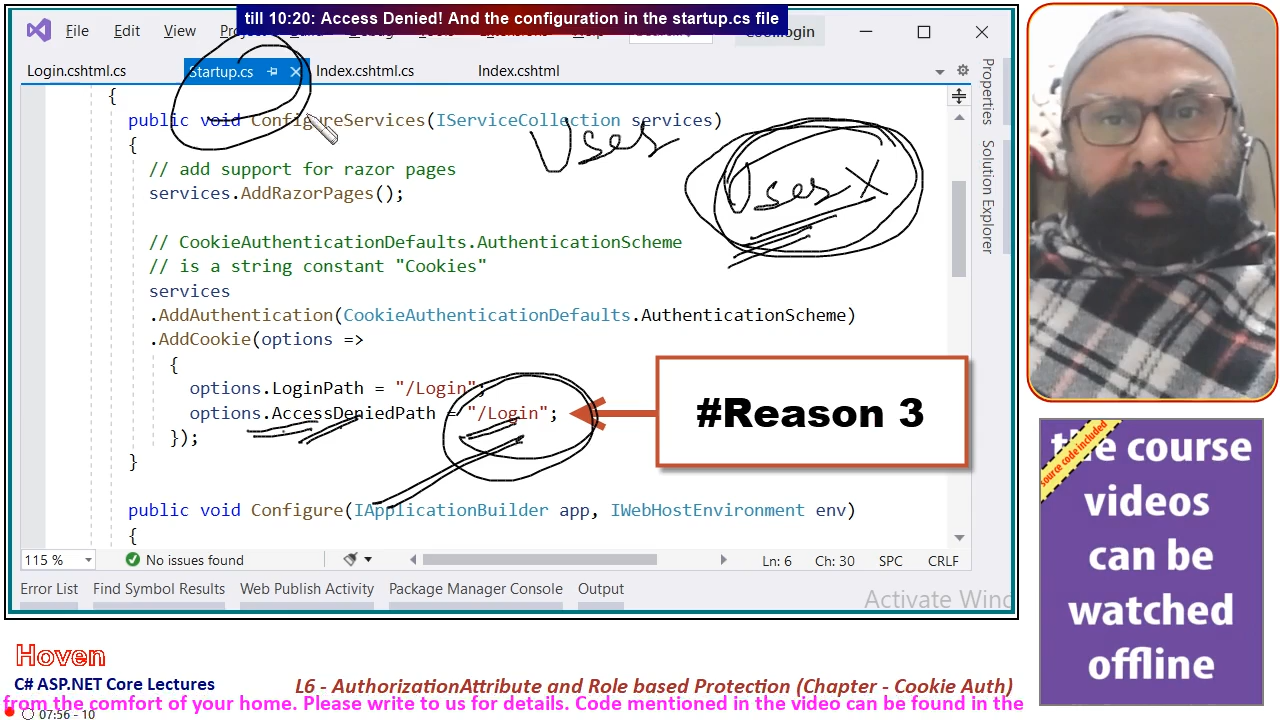 till 10:20: Access Denied! And the configuration in the startup.cs file
File Edit View
Login.cshtml.cs Startup.cs Index.cshtml.cs Index.cshtml
Properties
Solution Explorer
{
public void ConfigureServices(IServiceCollection services)
{
// add support for razor pages
services.AddRazorPages();
User
User X
// CookieAuthenticationDefaults.AuthenticationScheme
// is a string constant "Cookies"
services
.AddAuthentication(CookieAuthenticationDefaults.AuthenticationScheme)
.AddCookie(options =>
{
options.LoginPath = "/Login";
options.AccessDeniedPath = "/Login";
});
}
#Reason 3
public void Configure(IApplicationBuilder app, IWebHostEnvironment env)
{
115 % No issues found Ln: 6 Ch: 30 SPC CRLF
Error List Find Symbol Results Web Publish Activity Package Manager Console Output
Activate Wind
source code included
the course
videos
can be
watched
offline
Hoven
C# ASP.NET Core Lectures
L6 - AuthorizationAttribute and Role based Protection (Chapter - Cookie Auth)
from the comfort of your home. Please write to us for details. Code mentioned in the video can be found in the
07:56 - 10